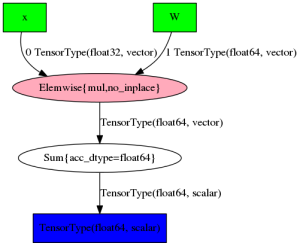 x W
0 TensorType(float32, vector) 1 TensorType(float64, vector)
Elemwise{mul,no_inplace}
TensorType(float64, vector)
Sum{acc_dtype=float64}
TensorType(float64, scalar)
TensorType(float64, scalar)